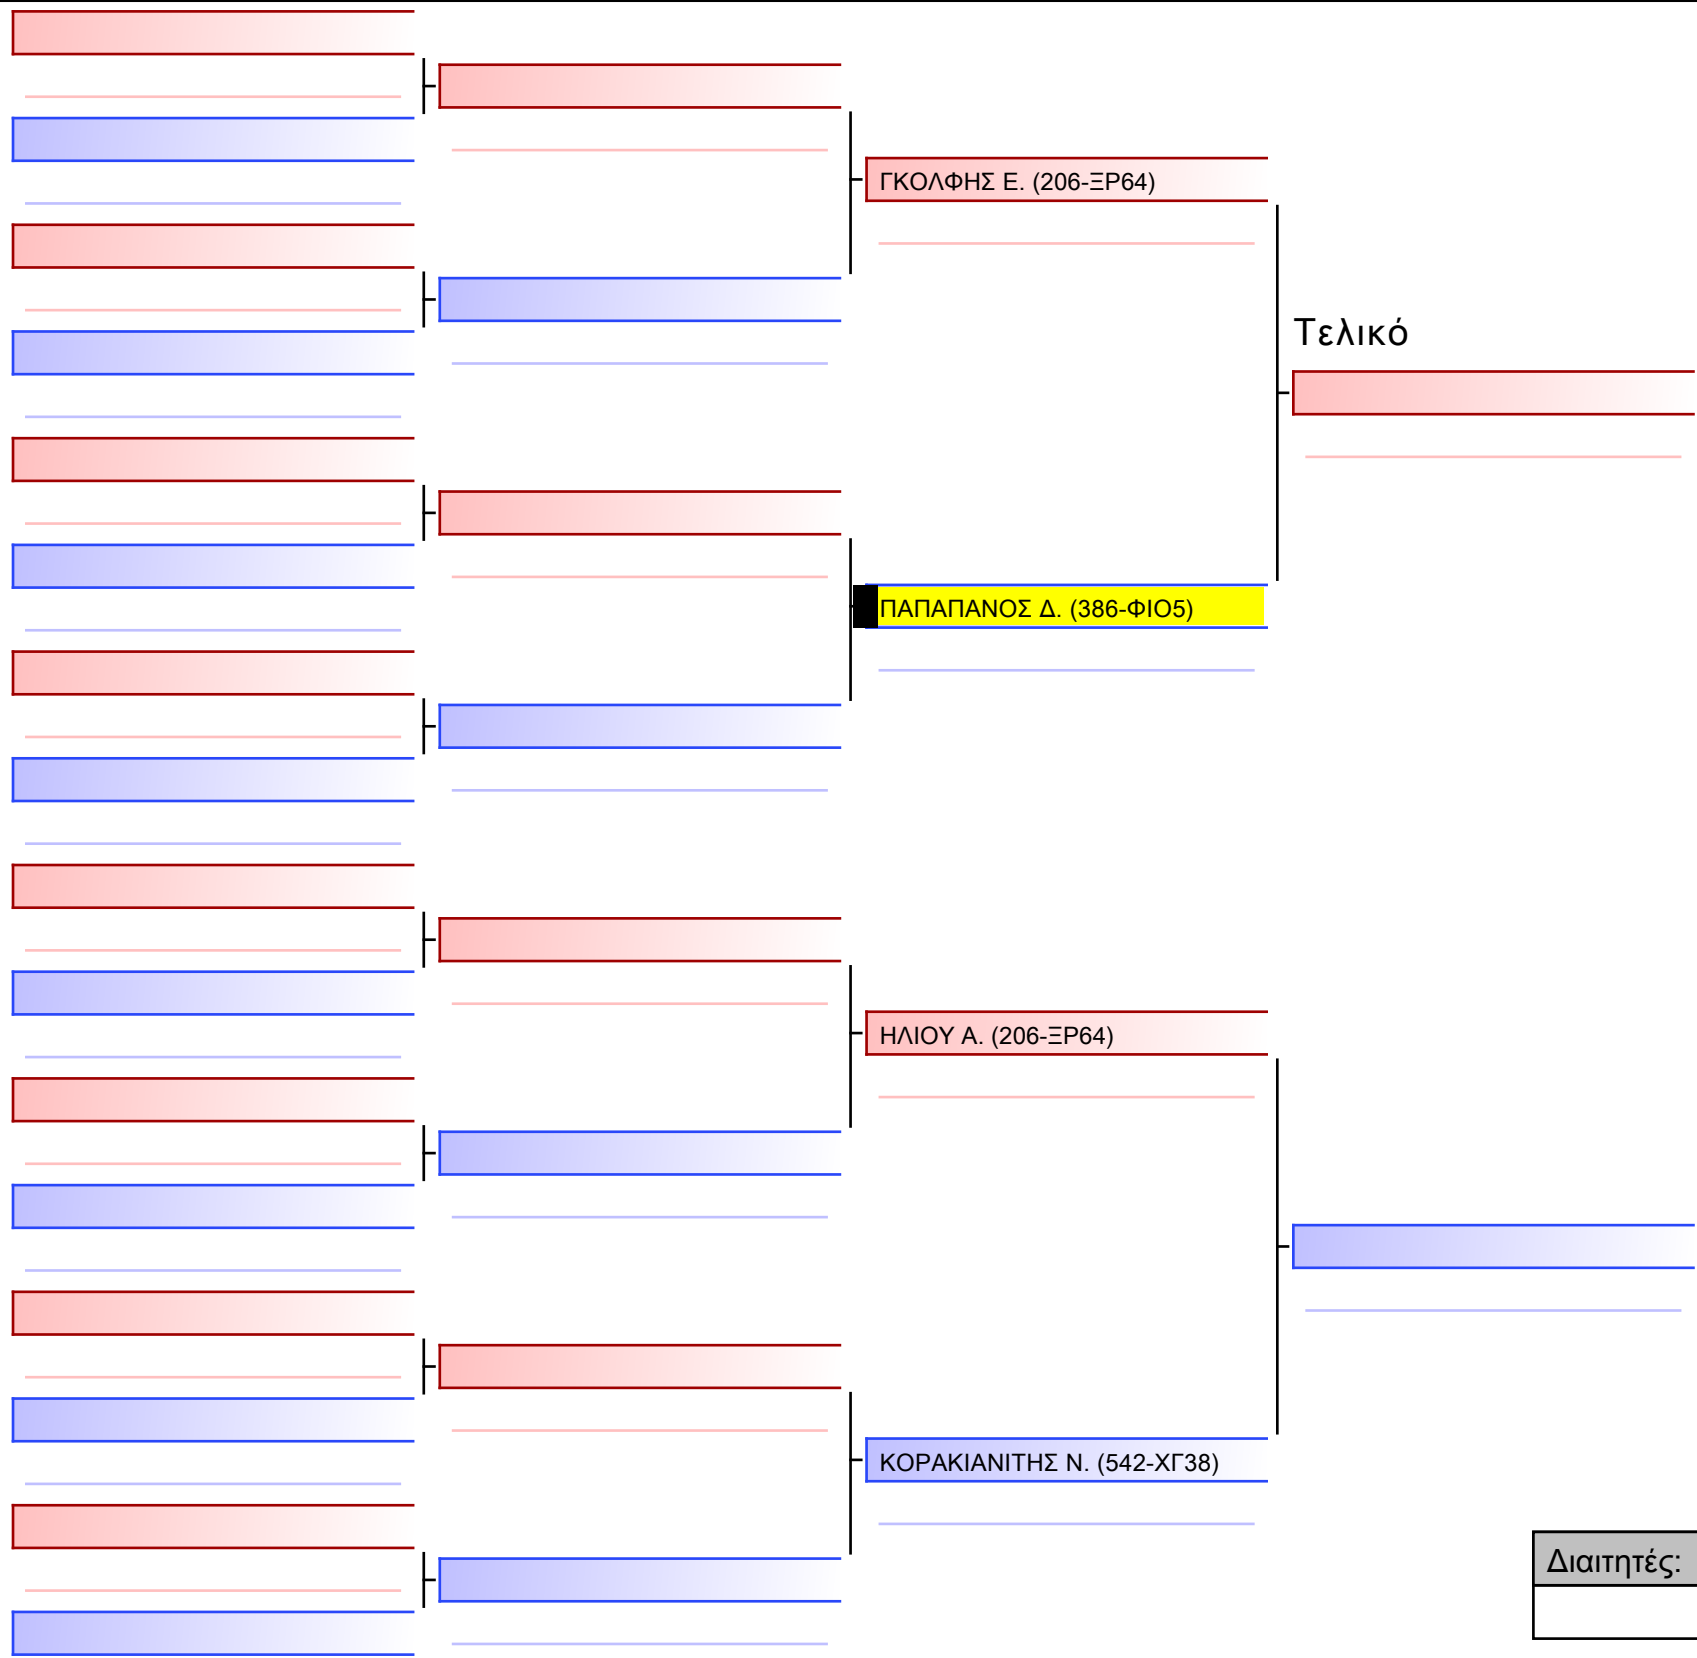 ΓΚΟΛΦΗΣ Ε. (206-ΞΡ64)
Τελικό
ΠΑΠΑΠΑΝΟΣ Δ. (386-ΦΙΟ5)
ΗΛΙΟΥ Α. (206-ΞΡ64)
ΚΟΡΑΚΙΑΝΙΤΗΣ Ν. (542-ΧΓ38)
Διαιτητές: